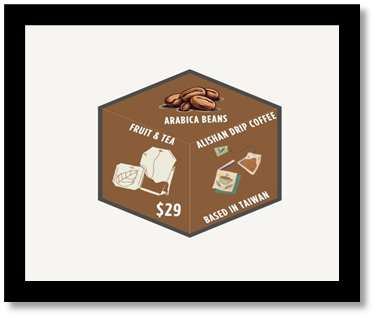 ARABICA BEANS
FRUIT & TEA
$29
ALISHAN DRIP COFFEE
BASED IN TAIWAN